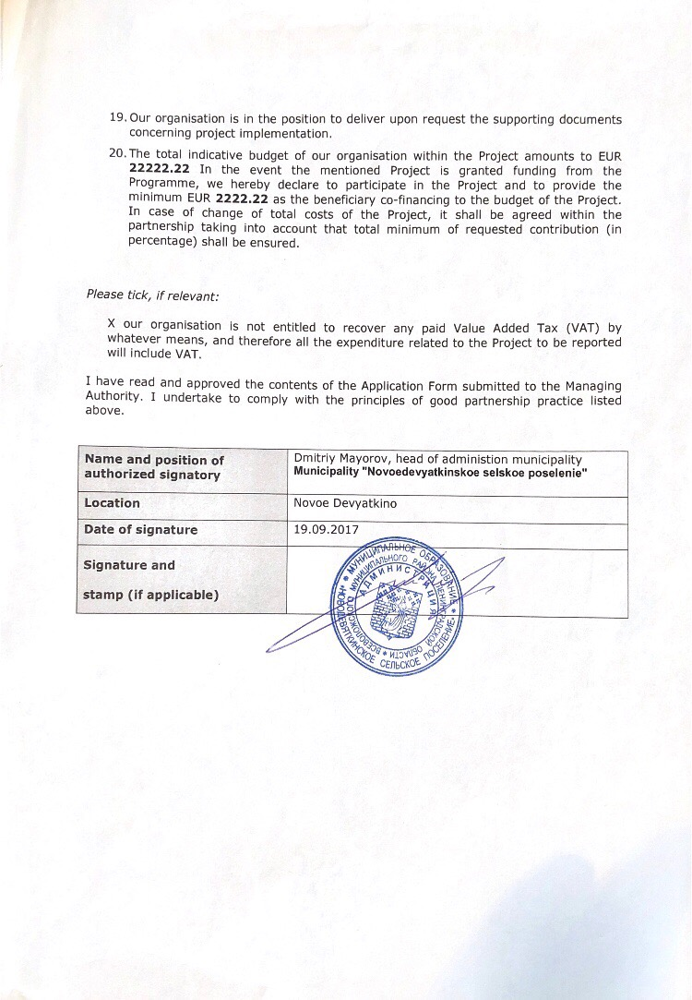 19. Our organisation is in the position to deliver upon request the supporting documents
concerning project implementation.
20. The total indicative budget of our organisation within the Project amounts to EUR
22222.22 In the event the mentioned Project is granted funding from the
Programme, we hereby declare to participate in the Project and to provide the
minimum EUR 2222.22 as the beneficiary co-financing to the budget of the Project.
In case of change of total costs of the Project, it shall be agreed within the
partnership taking into account that total minimum of requested contribution (in
percentage) shall be ensured.
Please tick, if relevant:
X our organisation is not entitled to recover any paid Value Added Tax (VAT) by
whatever means, and therefore all the expenditure related to the Project to be reported
will include VAT.
I have read and approved the contents of the Application Form submitted to the Managing
Authority. I undertake to comply with the principles of good partnership practice listed
above.
Name and position of
authorized signatory
Dmitriy Mayorov, head of administion municipality
Municipality "Novoedevyatkinskoe selskoe poselenie"
Location
Novoe Devyatkino
Date of signature
19.09.2017
Signature and
stamp (if applicable)
МУНИЦИПАЛЬНОЕ ОБРАЗОВАНИЕ
СЕЛЬСКОЕ ПОСЕЛЕНИЕ
МУНИЦИПАЛЬНОГО РАЙОНА ЛЕНИНГРАДСКОЙ ОБЛАСТИ
АДМИНИСТРАЦИЯ